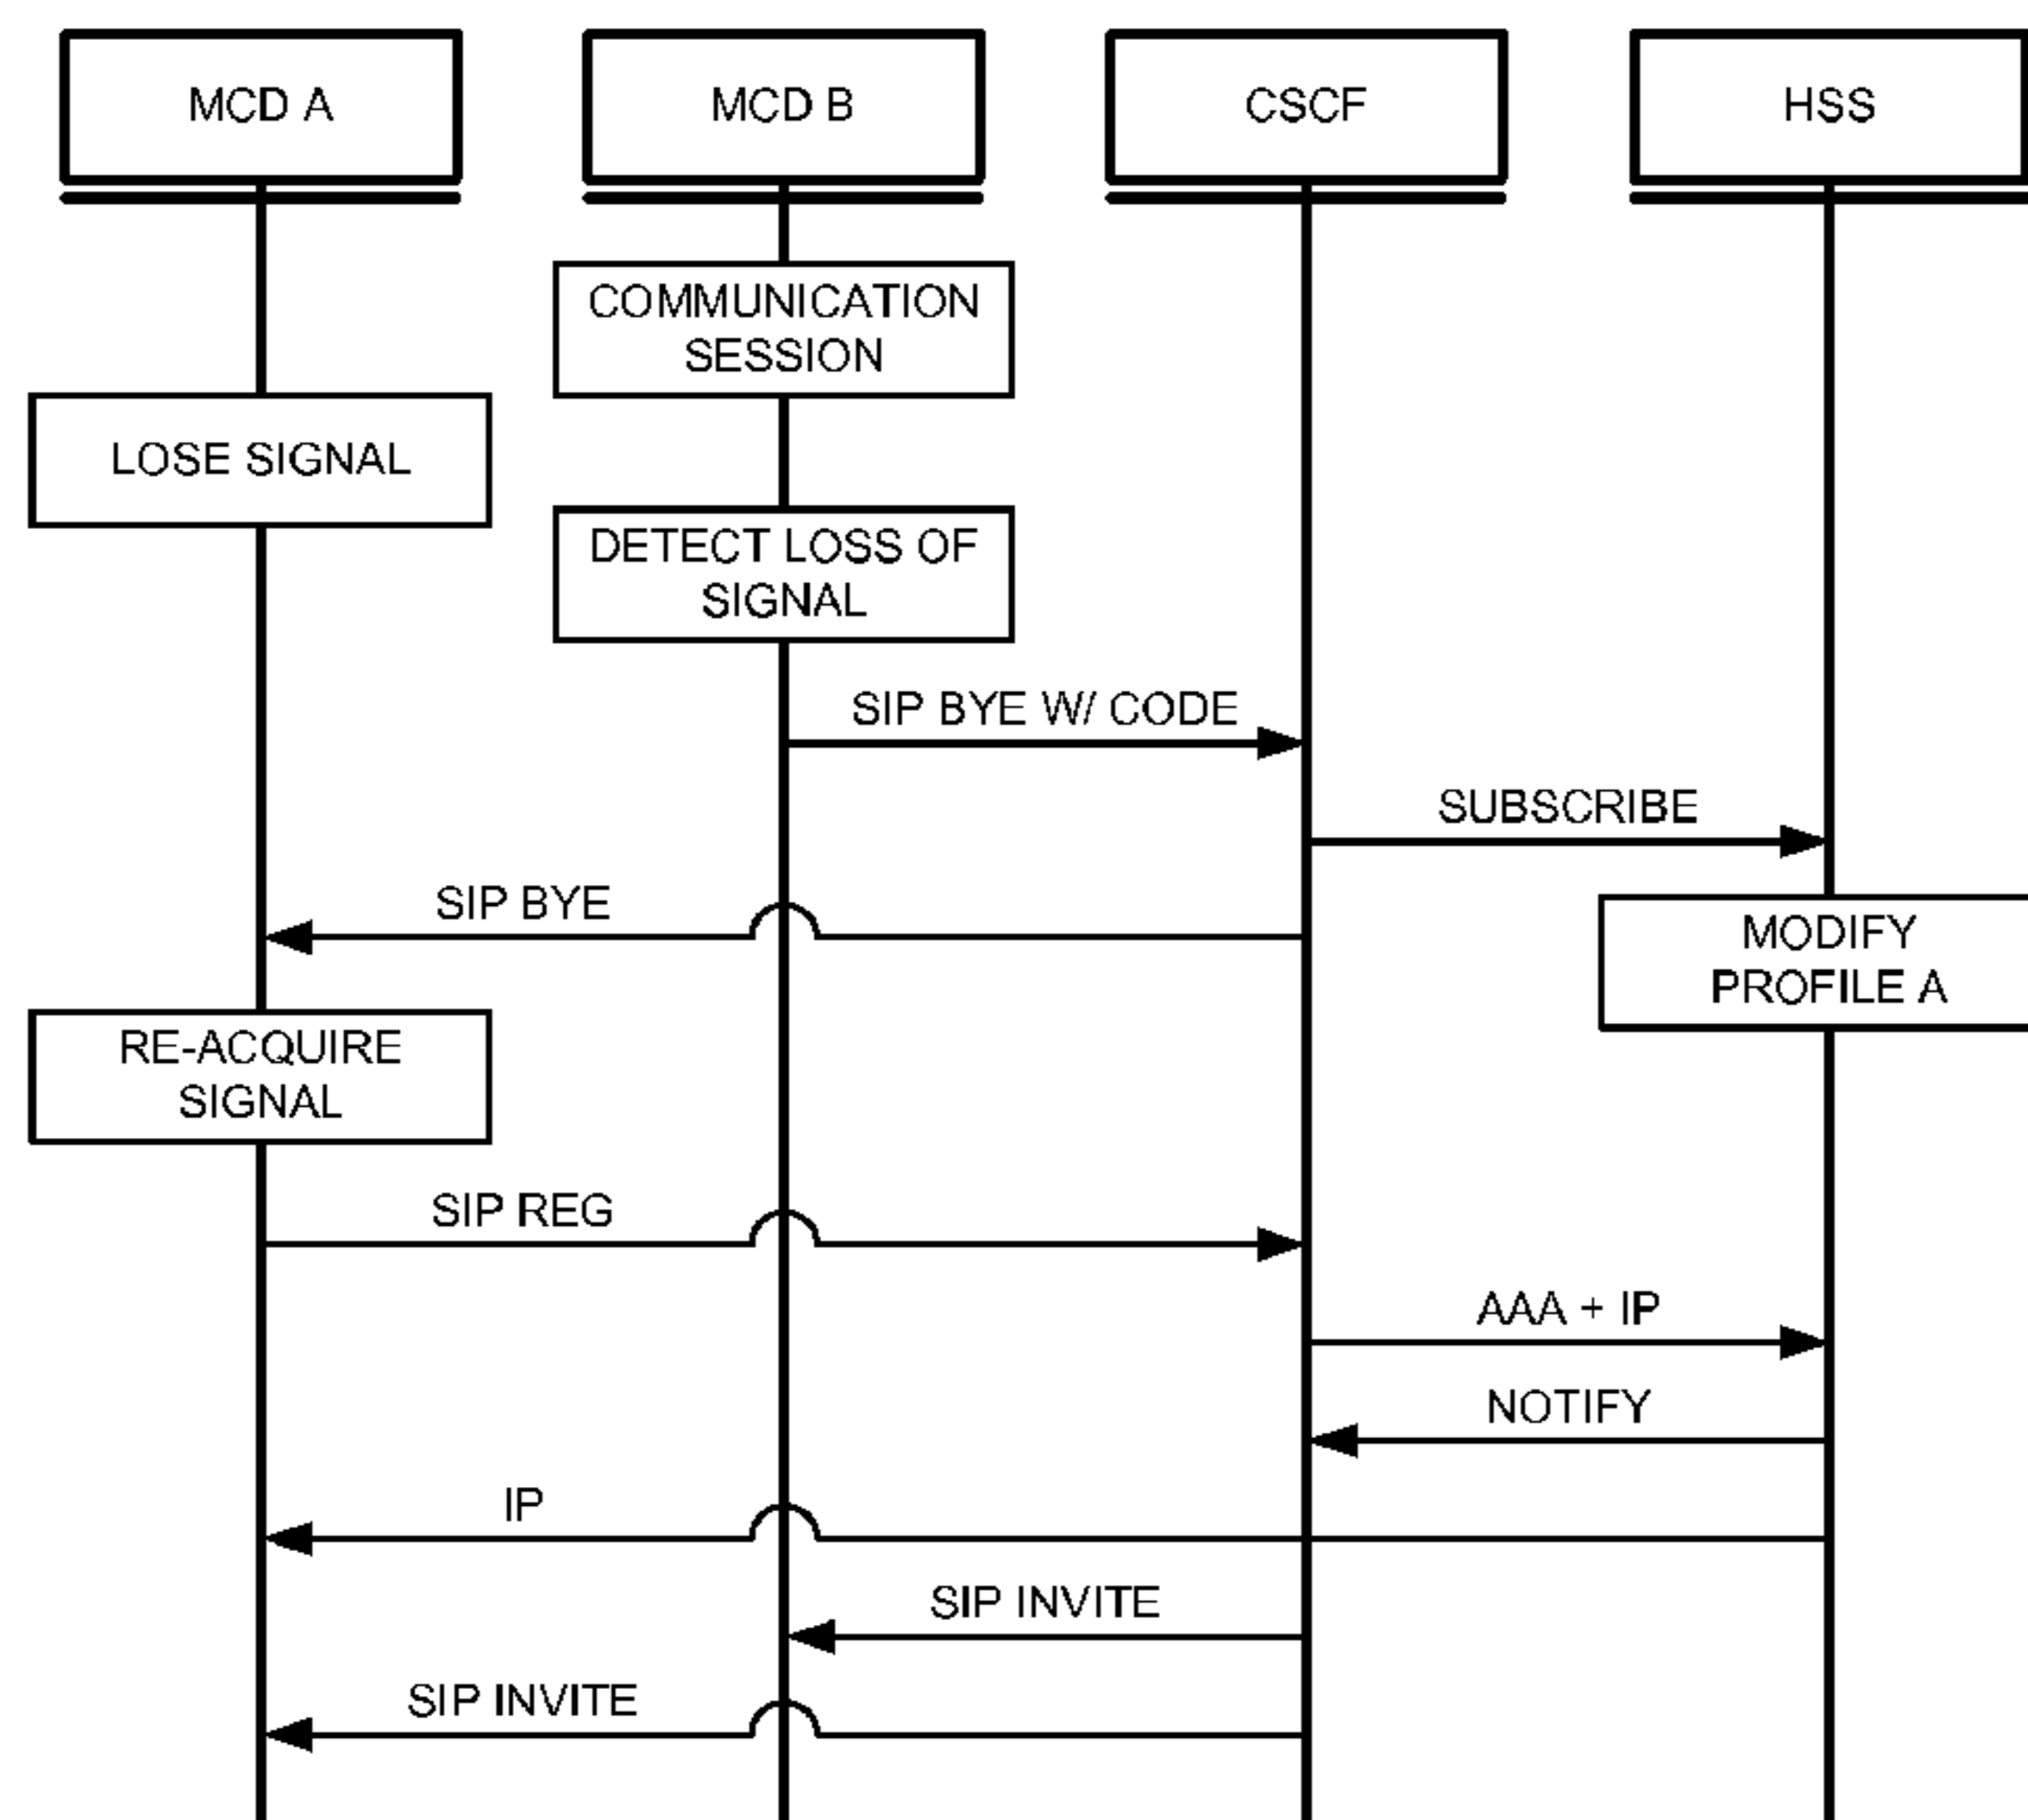 MCD A
MCD B
CSCF
HSS
COMMUNICATION
SESSION
LOSE SIGNAL
DETECT LOSS OF
SIGNAL
SIP BYE W/ CODE
SUBSCRIBE
SIP BYE
MODIFY
PROFILE A
RE-ACQUIRE
SIGNAL
SIP REG
AAA + IP
NOTIFY
IP
SIP INVITE
SIP INVITE